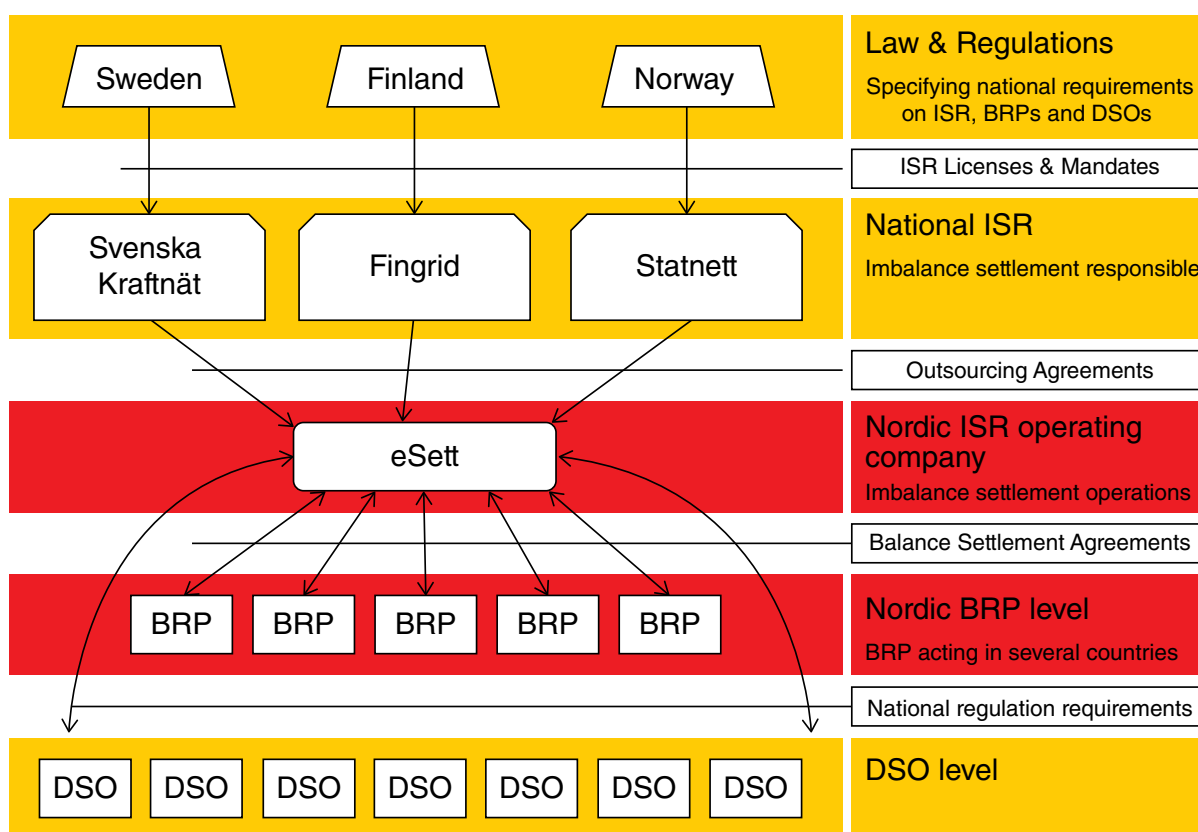 Sweden
Finland
Norway
Law & Regulations
Specifying national requirements
on ISR, BRPs and DSOs
ISR Licenses & Mandates
Svenska
Kraftnät
Fingrid
Statnett
National ISR
Imbalance settlement responsible
Outsourcing Agreements
eSett
Nordic ISR operating
company
Imbalance settlement operations
Balance Settlement Agreements
BRP
BRP
BRP
BRP
BRP
Nordic BRP level
BRP acting in several countries
National regulation requirements
DSO
DSO
DSO
DSO
DSO
DSO
DSO
DSO level